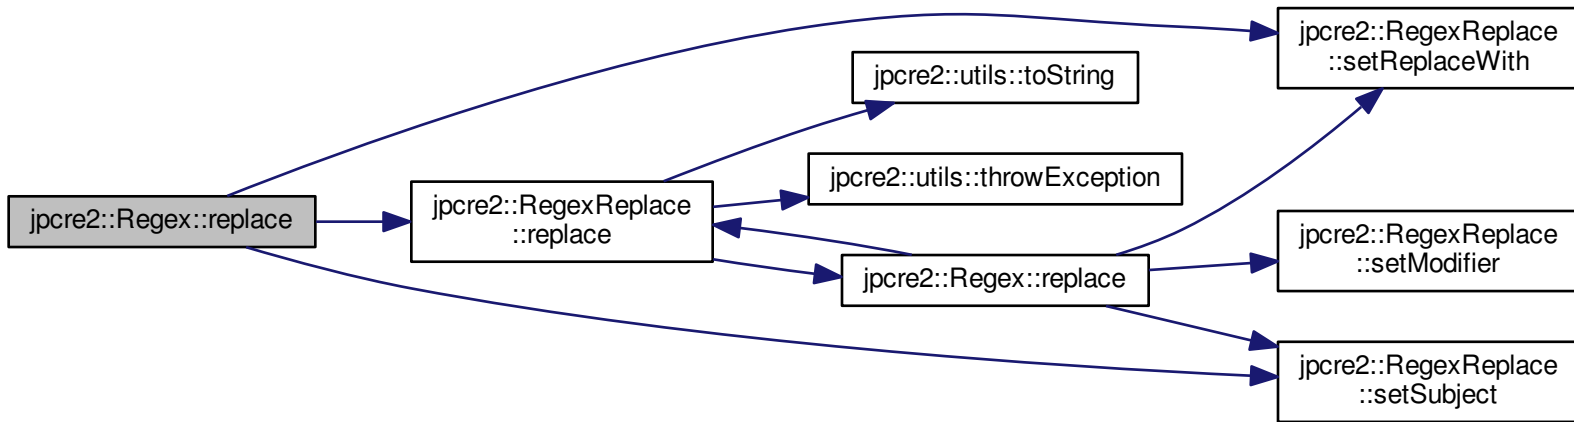 jpcre2::RegexReplace
::setReplaceWith
jpcre2::utils::toString
jpcre2::utils::throwException
jpcre2::Regex::replace
jpcre2::RegexReplace
::replace
jpcre2::Regex::replace
jpcre2::RegexReplace
::setModifier
jpcre2::RegexReplace
::setSubject